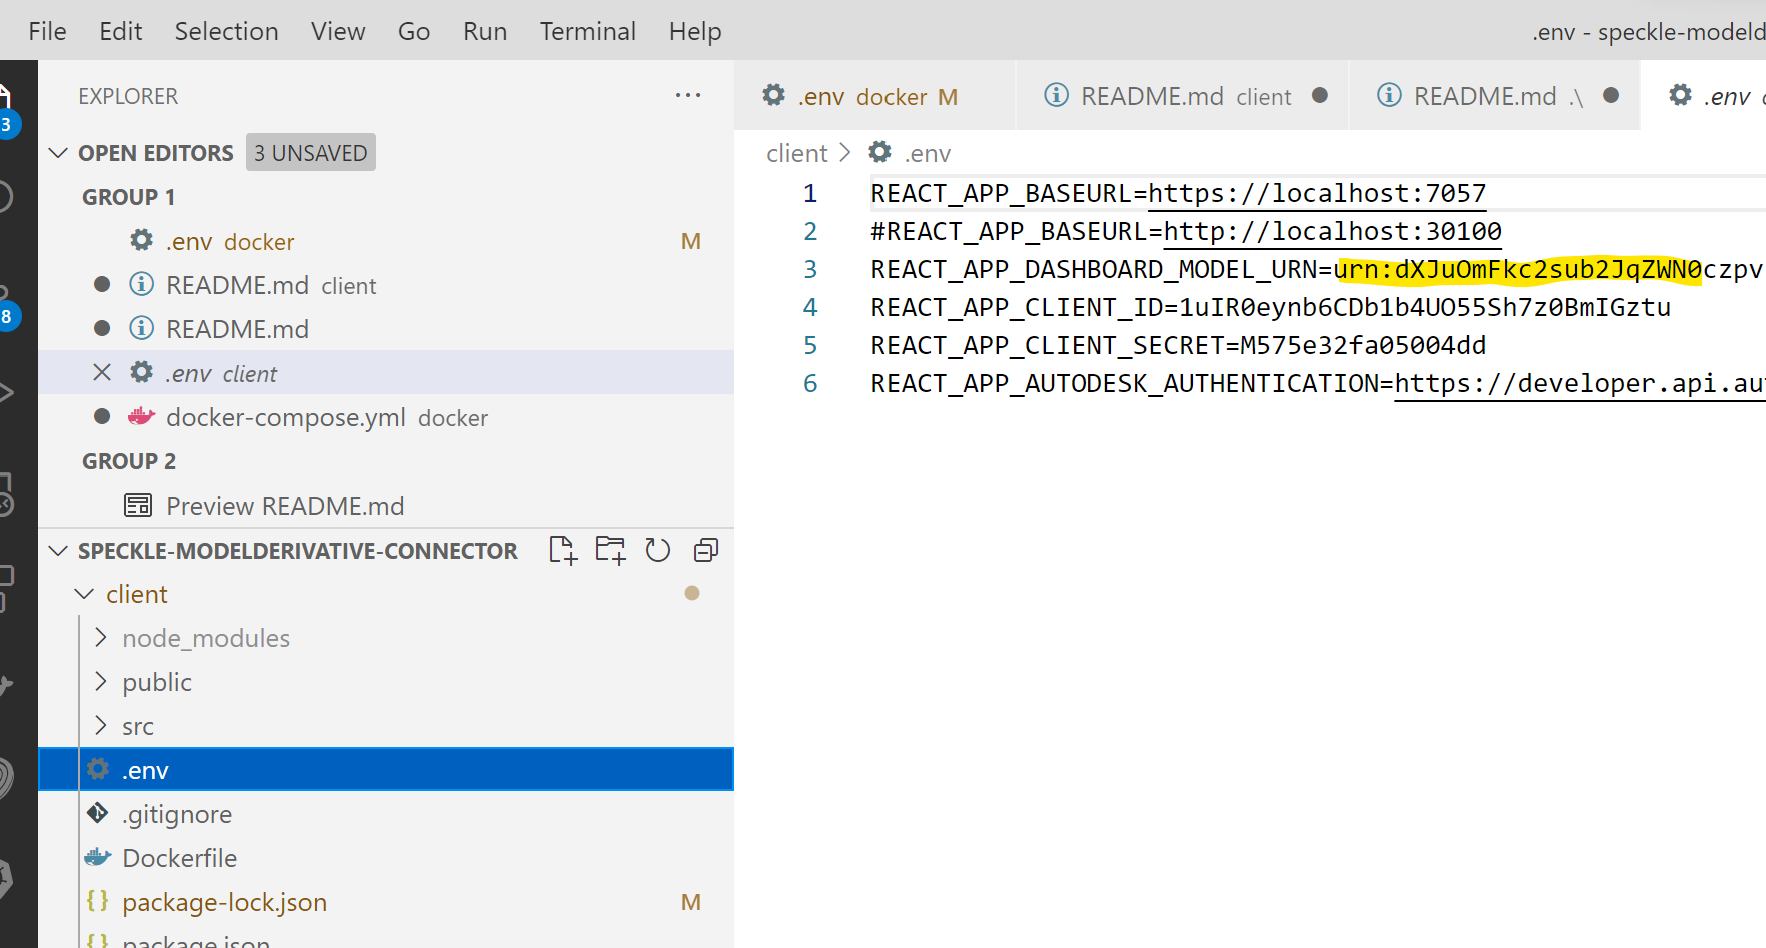 File Edit Selection View Go Run Terminal Help
.env - speckle-modeld
EXPLORER
3
OPEN EDITORS 3 UNSAVED
GROUP 1
.env docker M
README.md client
README.md
8
.env client
docker-compose.yml docker
GROUP 2
Preview README.md
SPECKLE-MODELDERIVATIVE-CONNECTOR
client
node_modules
public
src
.env
.gitignore
Dockerfile
package-lock.json M
package.json
.env docker M
README.md client
README.md .\
.env
client > .env
1 REACT_APP_BASEURL=https://localhost:7057
2 #REACT_APP_BASEURL=http://localhost:30100
3 REACT_APP_DASHBOARD_MODEL_URN=urn:dXJuOmFkc2sub2JqZWN0czpv
4 REACT_APP_CLIENT_ID=1uIR0eynb6CDb1b4UO55Sh7z0BmIGztu
5 REACT_APP_CLIENT_SECRET=M575e32fa05004dd
6 REACT_APP_AUTODESK_AUTHENTICATION=https://developer.api.au